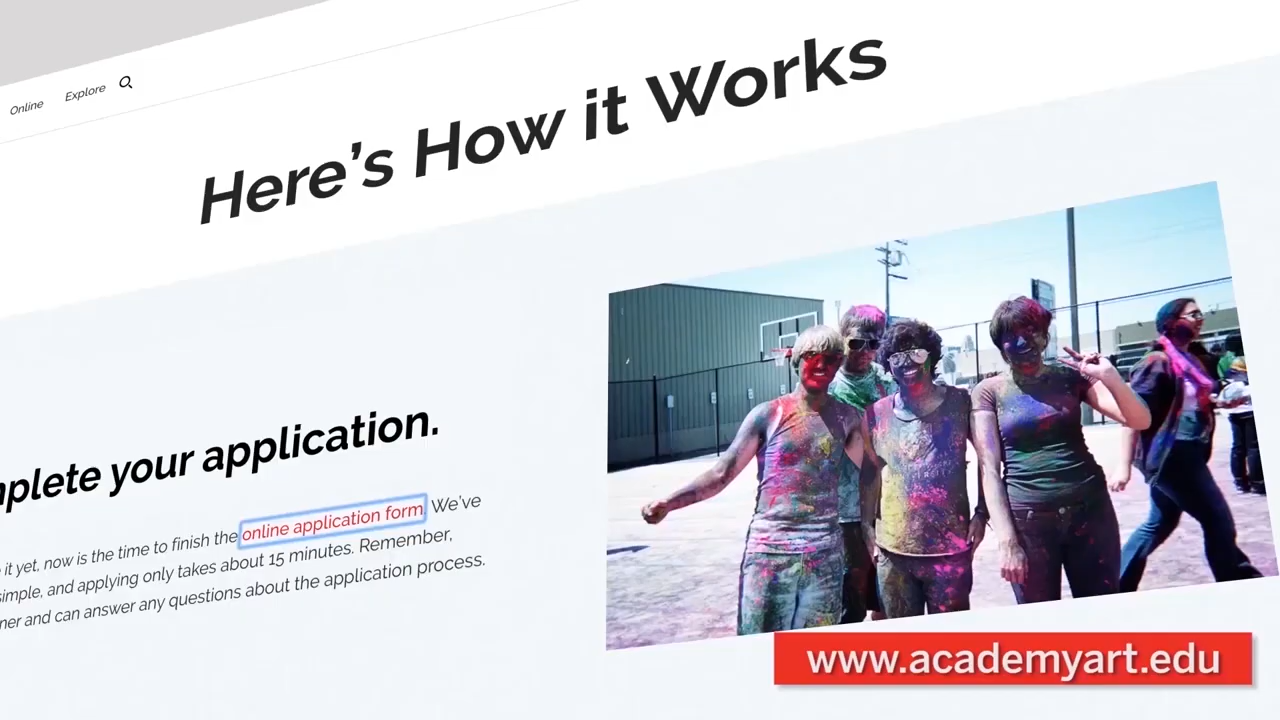 Online Explore
Here's How it Works
mplete your application.
it yet, now is the time to finish the online application form. We've
simple, and applying only takes about 15 minutes. Remember,
ner and can answer any questions about the application process.
www.academyart.edu